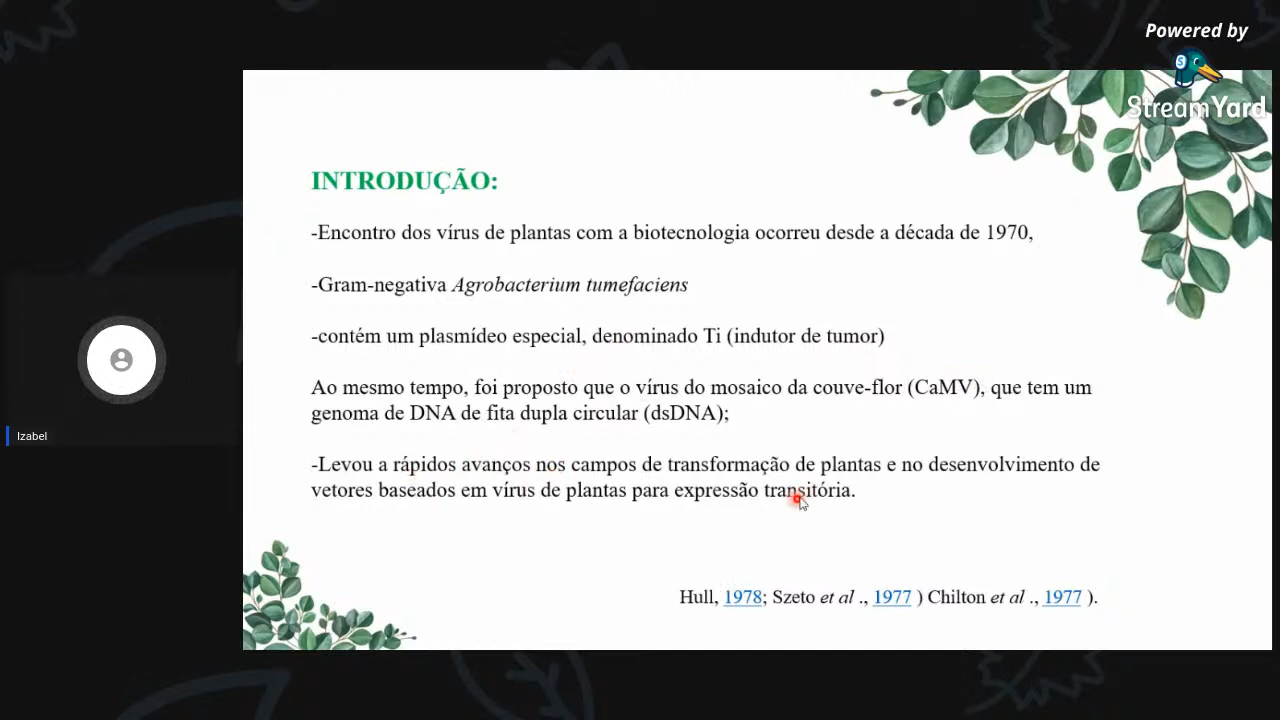 Powered by
StreamYard
INTRODUÇÃO:
-Encontro dos vírus de plantas com a biotecnologia ocorreu desde a década de 1970,
-Gram-negativa Agrobacterium tumefaciens
-contém um plasmídeo especial, denominado Ti (indutor de tumor)
Ao mesmo tempo, foi proposto que o vírus do mosaico da couve-flor (CaMV), que tem um
genoma de DNA de fita dupla circular (dsDNA);
-Levou a rápidos avanços nos campos de transformação de plantas e no desenvolvimento de
vetores baseados em vírus de plantas para expressão transitória.
Hull, 1978; Szeto et al ., 1977 ) Chilton et al ., 1977 ).
Izabel